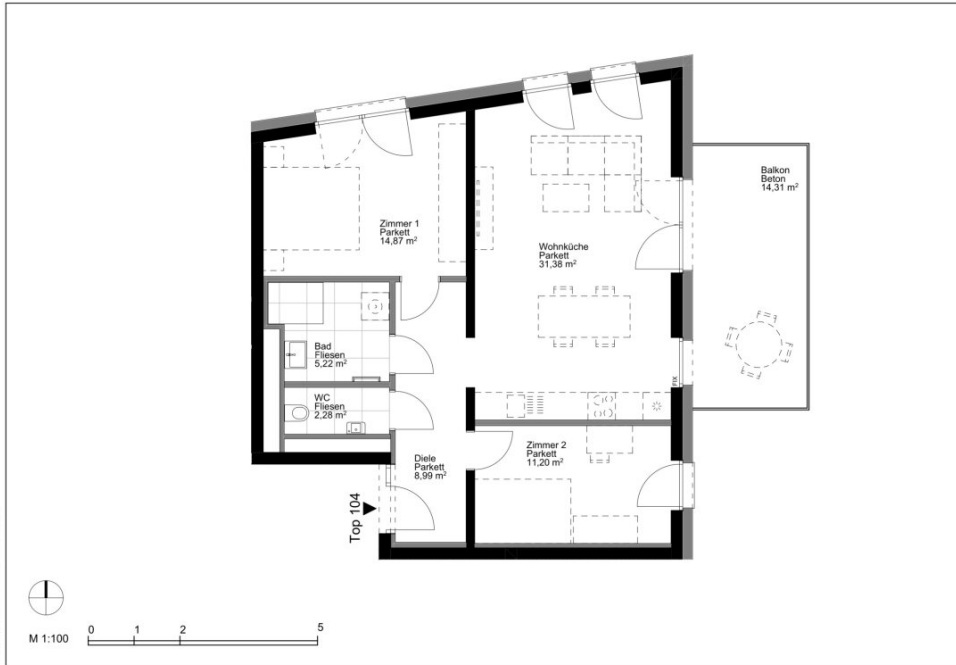 Balkon
Beton
14,31 m²
Zimmer 1
Parkett
14,87 m²
Wohnküche
Parkett
31,38 m²
Bad
Fliesen
5,22 m²
FIX
WC
Fliesen
2,28 m²
Zimmer 2
Parkett
11,20 m²
Diele
Parkett
8,99 m²
Top 104
M 1:100
0 1 2 5